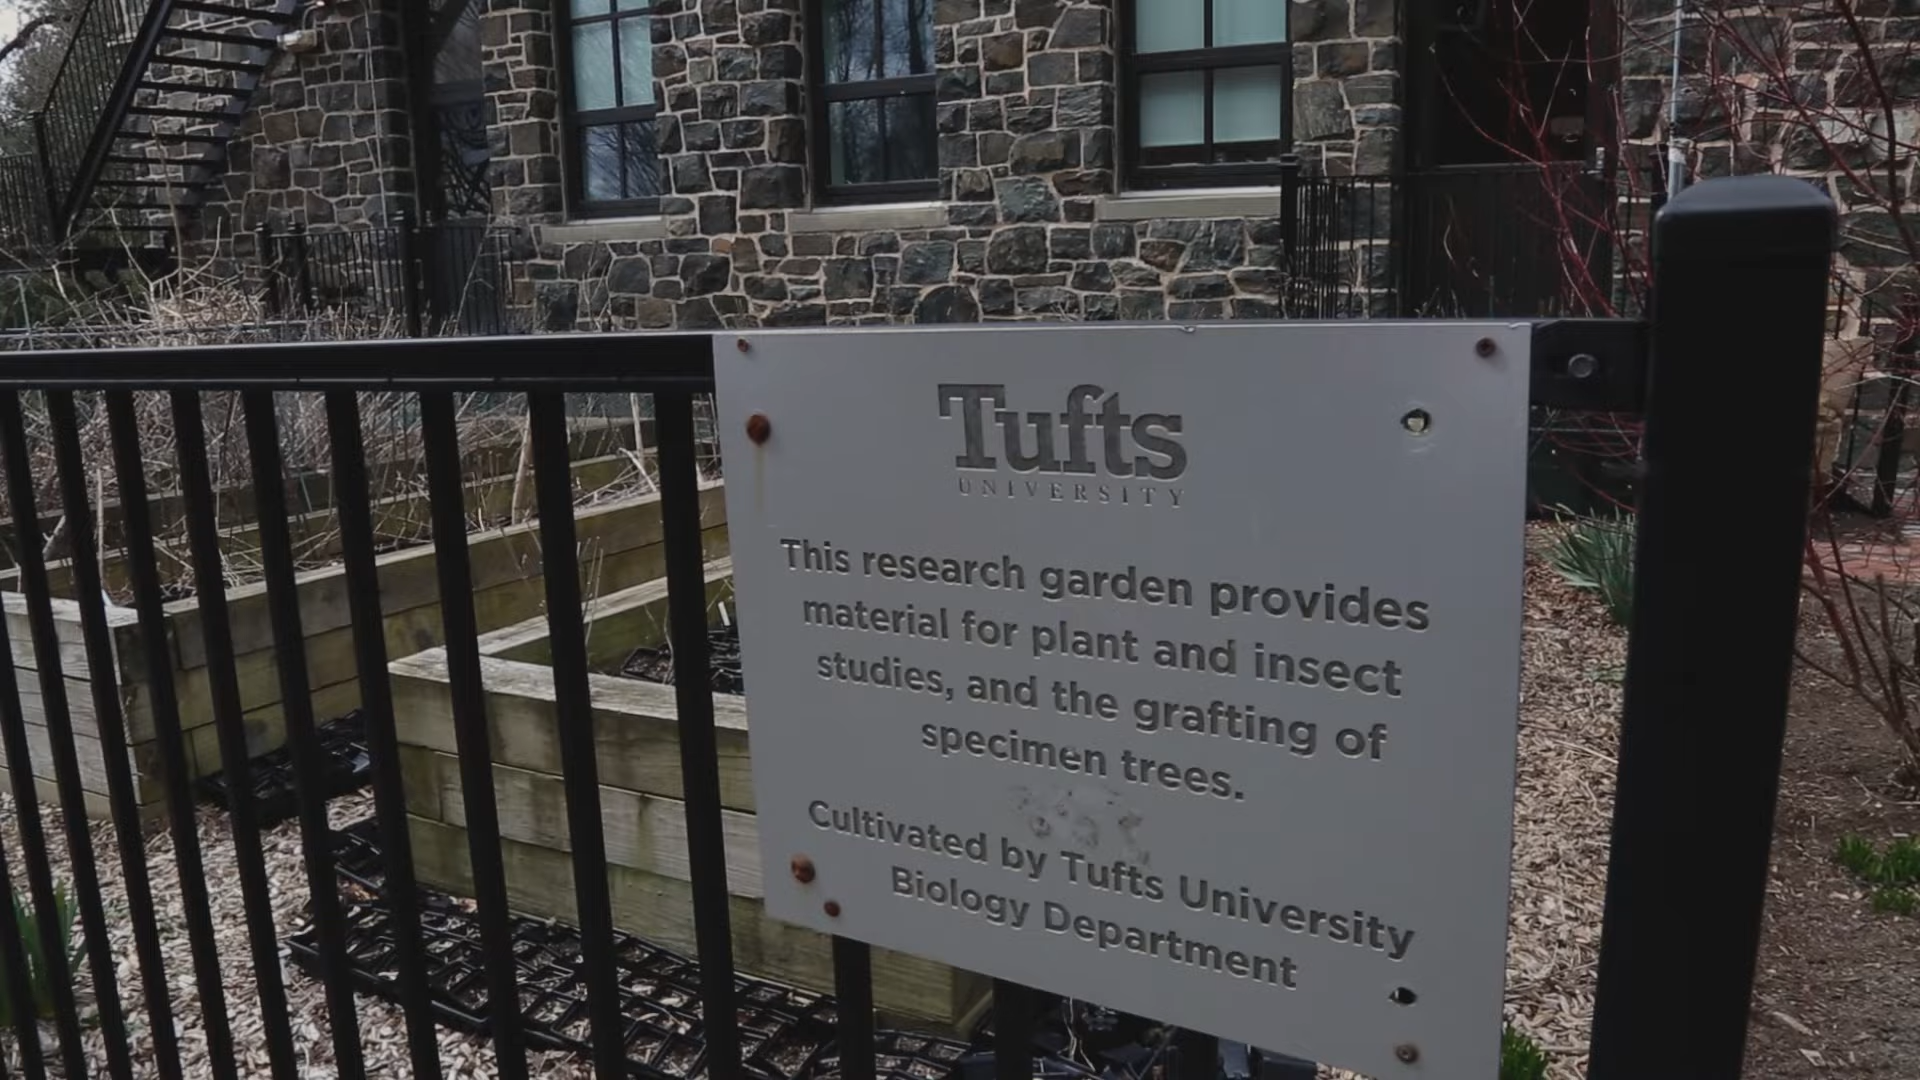 Tufts
UNIVERSITY
This research garden provides
material for plant and insect
studies, and the grafting of
specimen trees.
Cultivated by Tufts University
Biology Department